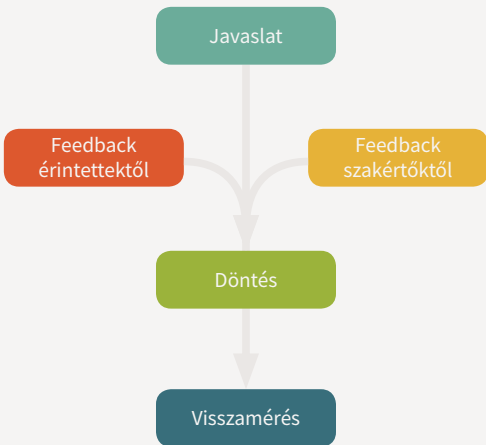 Javaslat
Feedback
érintettektől
Feedback
szakértőktől
Döntés
Visszamérés